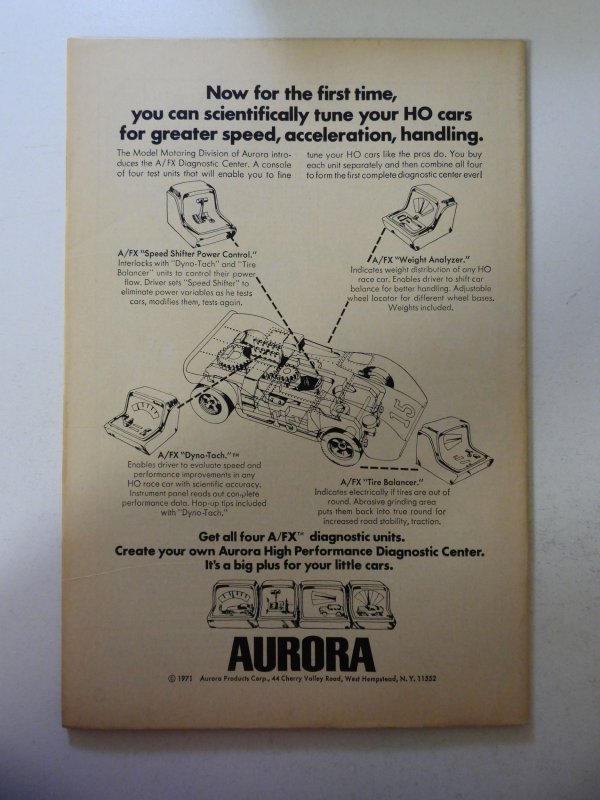 Now for the first time,
you can scientifically tune your HO cars
for greater speed, acceleration, handling.
The Model Motoring Division of Aurora intro-
duces the A/FX Diagnostic Center. A console
of four test units that will enable you to fine
tune your HO cars like the pros do. You buy
each unit separately and then combine all four
to form the first complete diagnostic center ever!
A/FX "Speed Shifter Power Control."
Interlocks with "Dyno-Tach" and "Tire
Balancer" units to control their power
flow. Driver sets "Speed Shifter" to
eliminate power variables as he tests
cars, modifies them, tests again.
A/FX "Weight Analyzer."
Indicates weight distribution of any HO
race car. Enables driver to shift car
balance for better handling. Adjustable
wheel locator for different wheel bases.
Weights included.
15
A/FX "Dyno-Tach."™
Enables driver to evaluate speed and
performance improvements in any
HO race car with scientific accuracy.
Instrument panel reads out complete
performance data. Hop-up tips included
with "Dyno-Tach."
A/FX "Tire Balancer."
Indicates electrically if tires are out of
round. Abrasive grinding area
puts them back into true round for
increased road stability, traction.
Get all four A/FX™ diagnostic units.
Create your own Aurora High Performance Diagnostic Center.
It's a big plus for your little cars.
AURORA
© 1971 Aurora Products Corp., 44 Cherry Valley Road, West Hempstead, N. Y. 11552